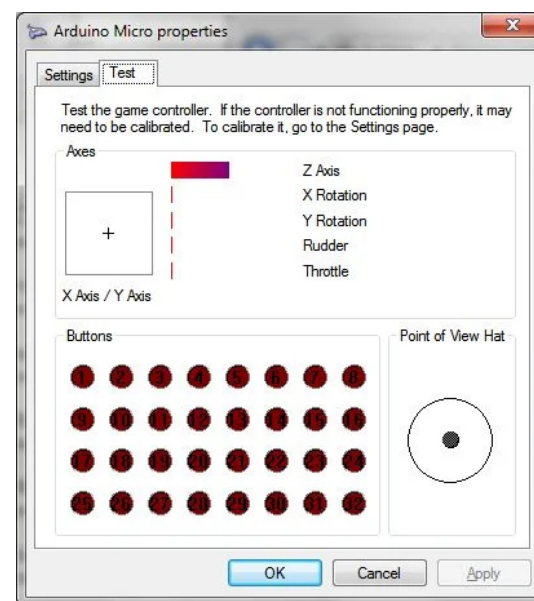 Arduino Micro properties
Settings Test
Test the game controller. If the controller is not functioning properly, it may
need to be calibrated. To calibrate it, go to the Settings page.
Axes
Z Axis
X Rotation
Y Rotation
Rudder
Throttle
X Axis / Y Axis
Buttons
1 2 3 4 5 6 7 8
9 10 11 12 13 14 15 16
17 18 19 20 21 22 23 24
25 26 27 28 29 30 31 32
Point of View Hat
OK Cancel Apply